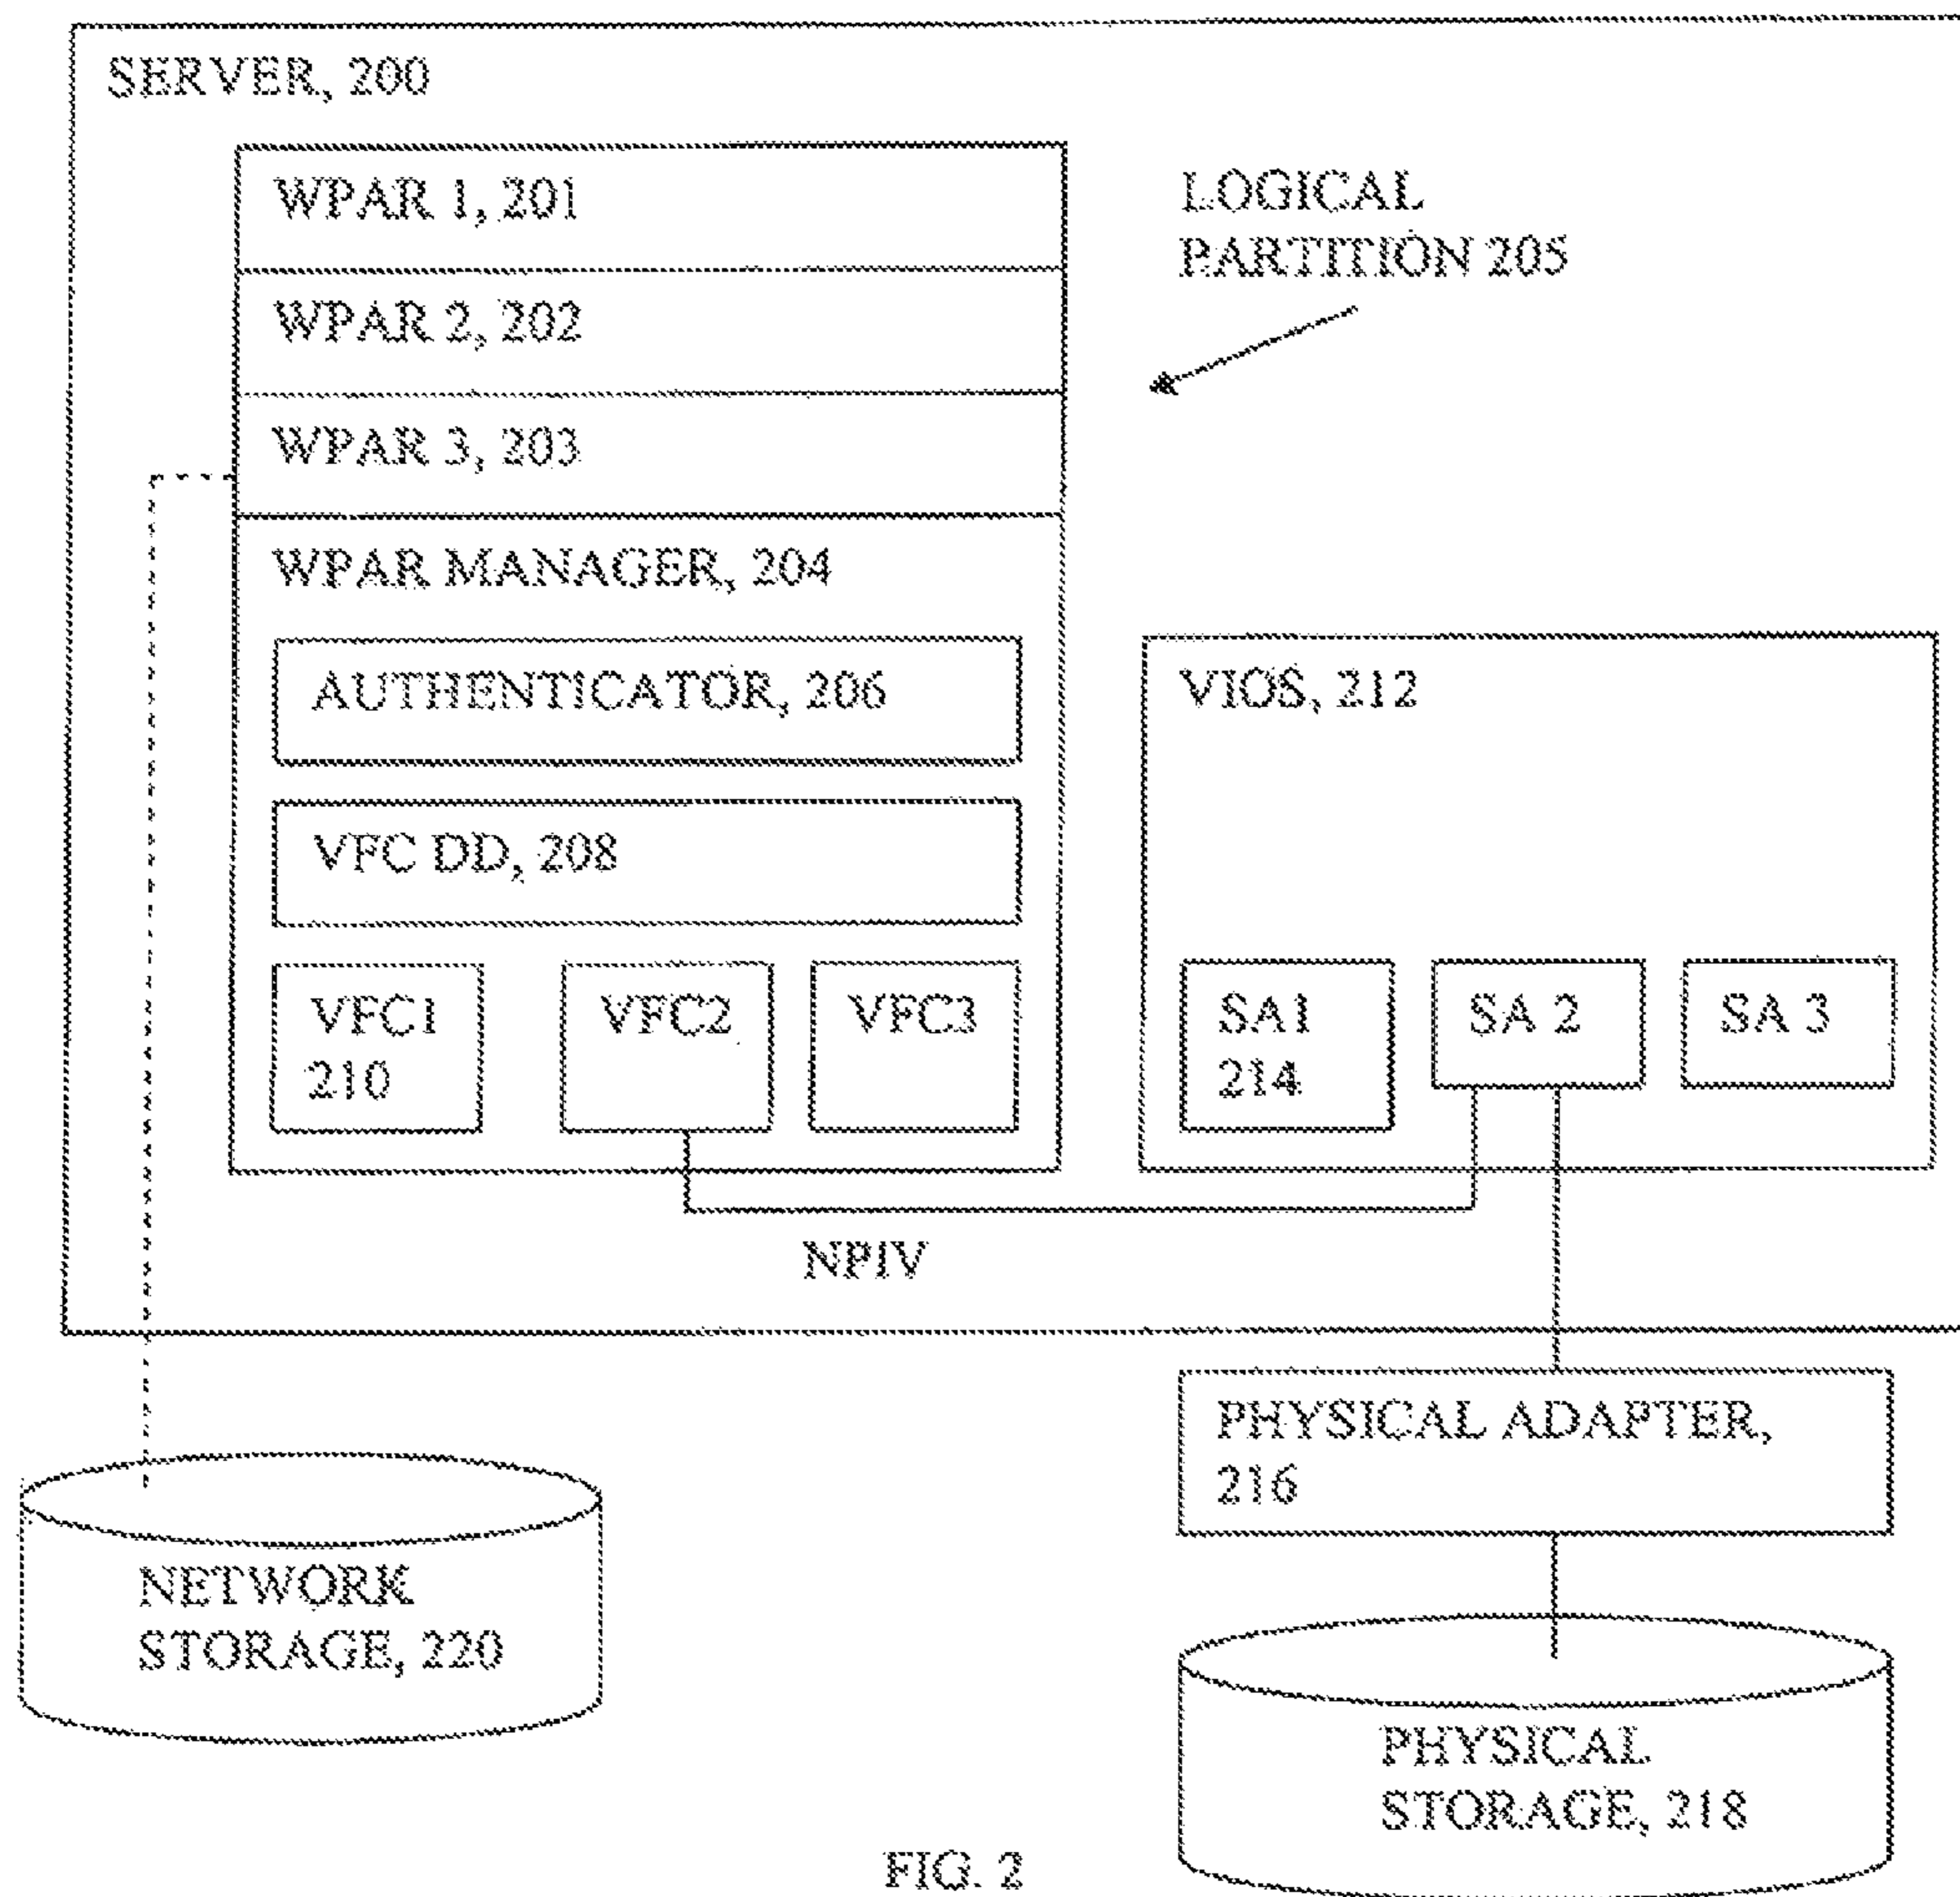 SERVER, 200
WPAR 1, 201
WPAR 2, 202
WPAR 3, 203
LOGICAL
PARTITION 205
WPAR MANAGER, 204
AUTHENTICATOR, 206
VFC DD, 208
VFC1
210
VFC2
VFC3
VIOS, 212
SA1
214
SA 2
SA 3
NPIV
PHYSICAL ADAPTER,
216
NETWORK
STORAGE, 220
PHYSICAL
STORAGE, 218
FIG. 2